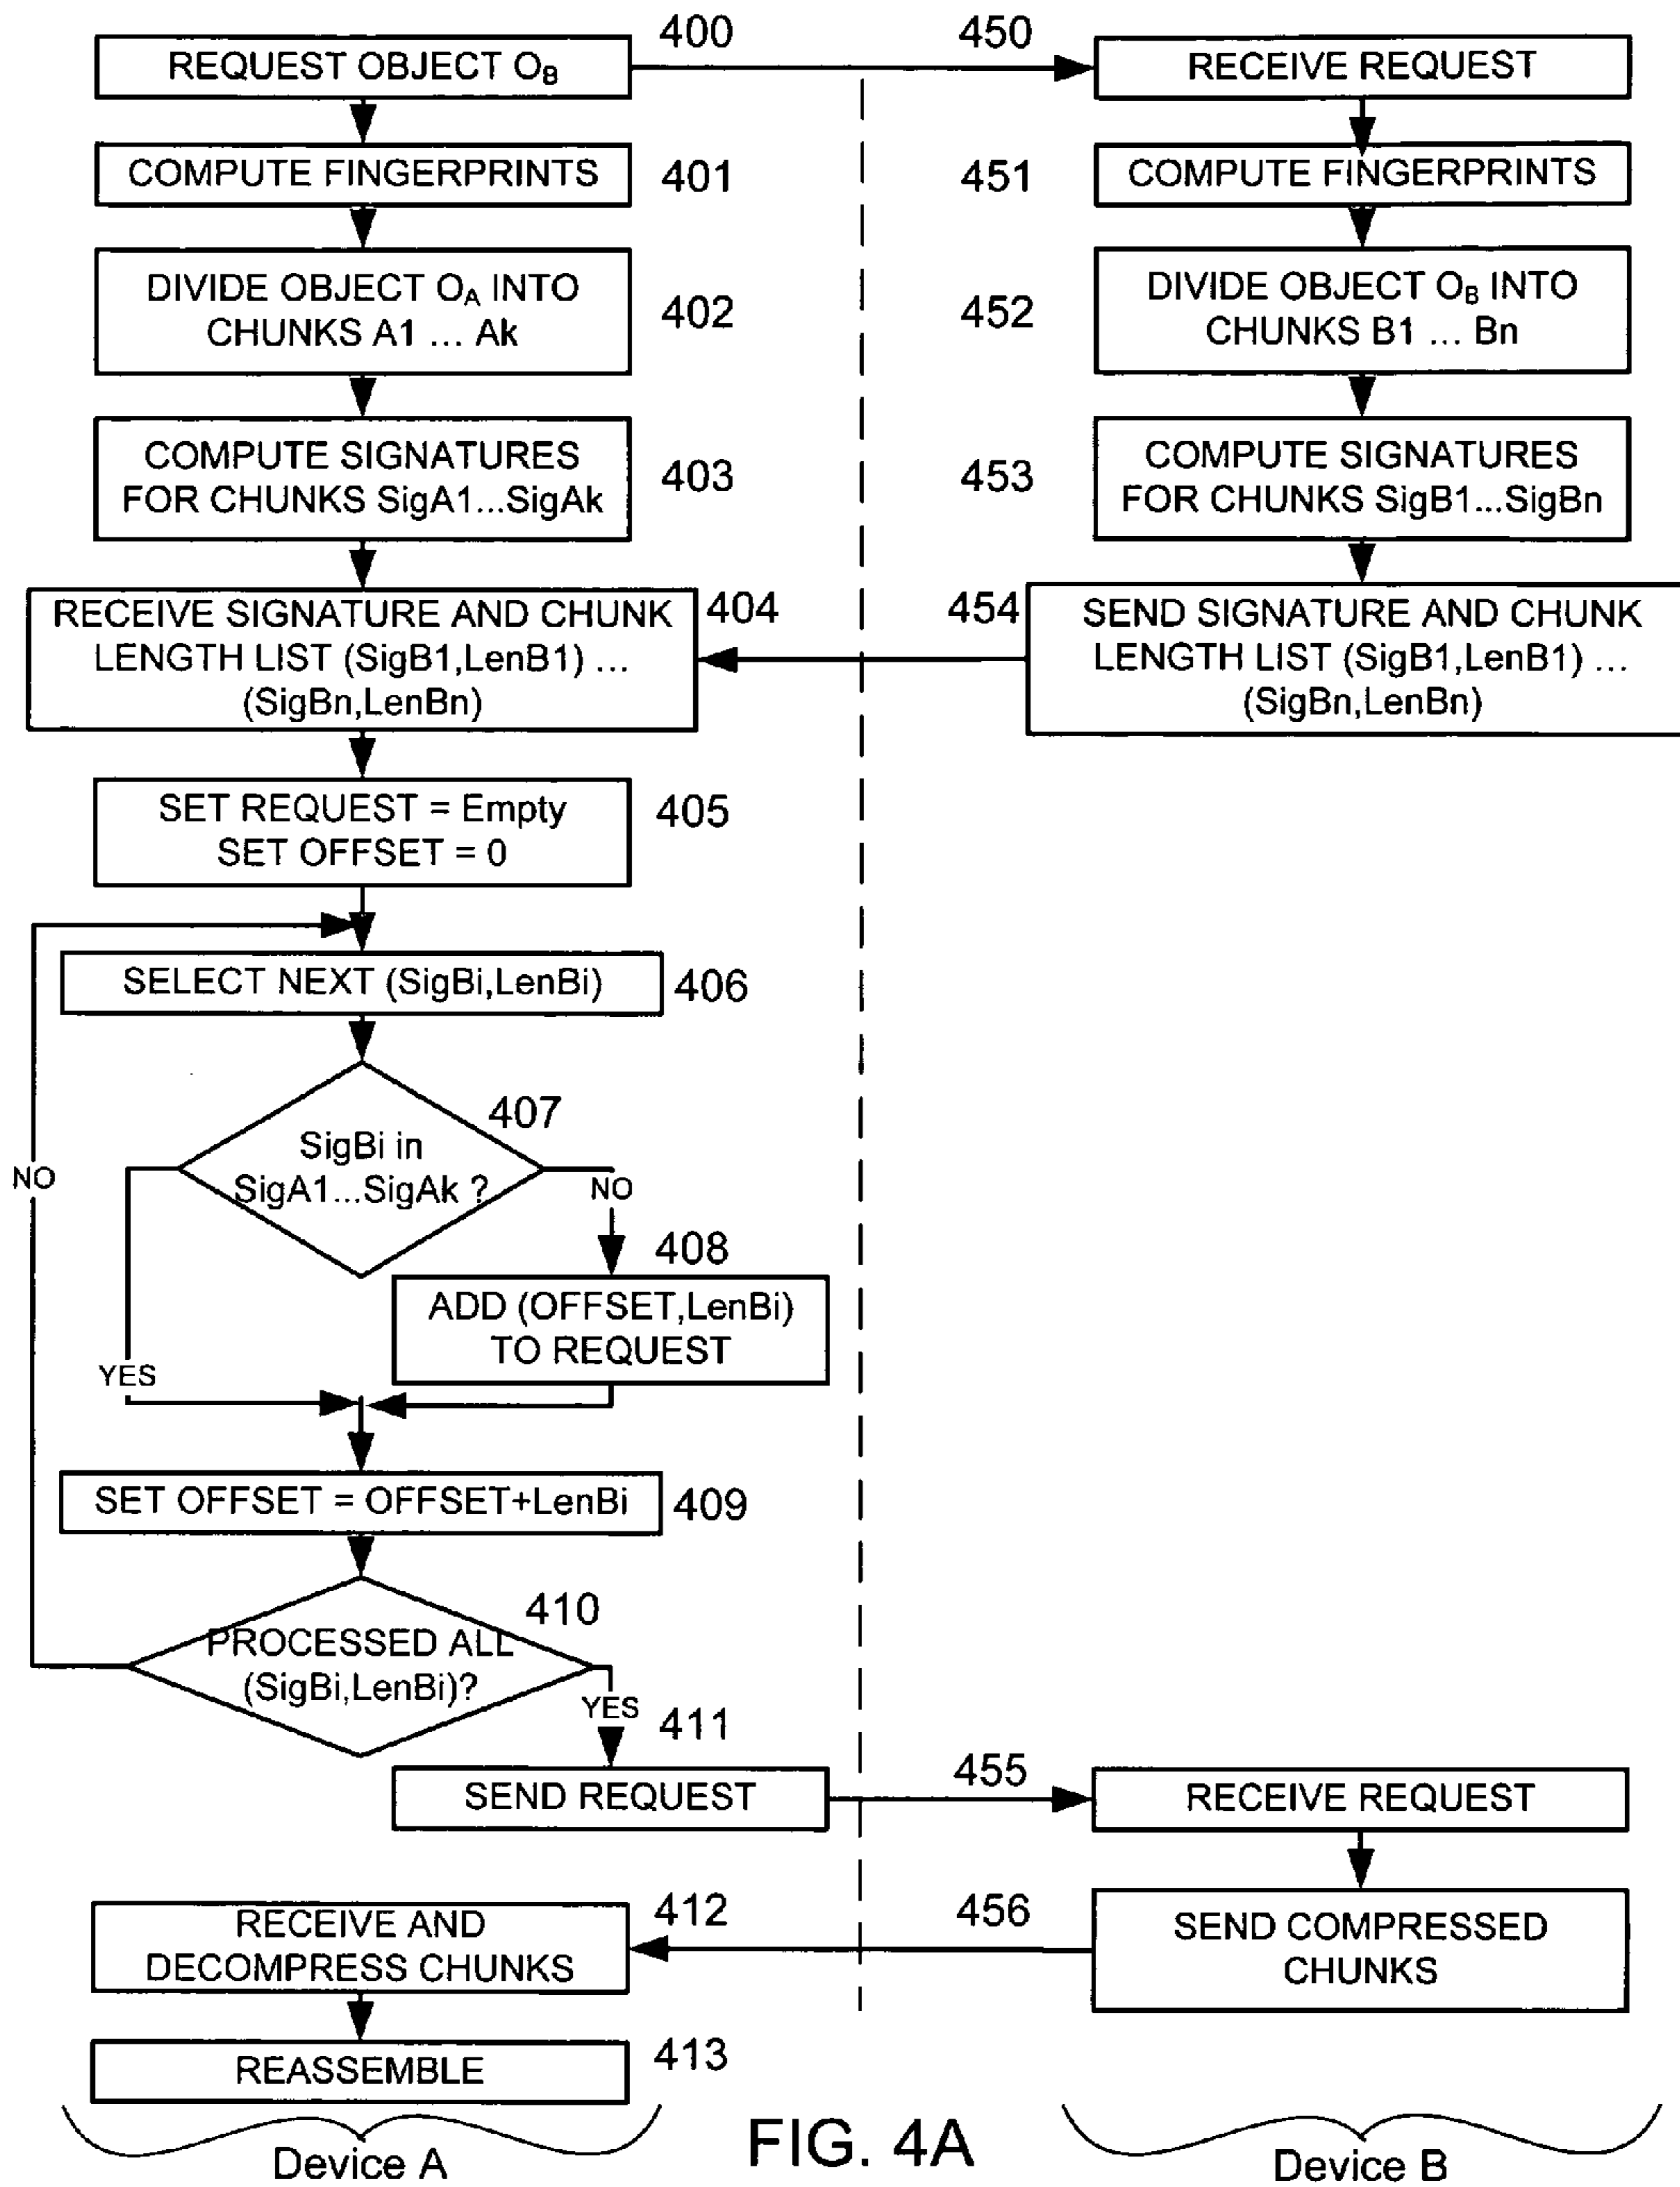 400
450
REQUEST OBJECT OB
RECEIVE REQUEST
COMPUTE FINGERPRINTS
401
451
COMPUTE FINGERPRINTS
DIVIDE OBJECT OA INTO
CHUNKS A1 ... Ak
402
452
DIVIDE OBJECT OB INTO
CHUNKS B1 ... Bn
COMPUTE SIGNATURES
FOR CHUNKS SigA1...SigAk
403
453
COMPUTE SIGNATURES
FOR CHUNKS SigB1...SigBn
RECEIVE SIGNATURE AND CHUNK
LENGTH LIST (SigB1,LenB1) ...
(SigBn,LenBn)
404
454
SEND SIGNATURE AND CHUNK
LENGTH LIST (SigB1,LenB1) ...
(SigBn,LenBn)
SET REQUEST = Empty
SET OFFSET = 0
405
SELECT NEXT (SigBi,LenBi)
406
407
SigBi in
SigA1...SigAk ?
NO
NO
408
ADD (OFFSET,LenBi)
TO REQUEST
YES
SET OFFSET = OFFSET+LenBi
409
410
PROCESSED ALL
(SigBi,LenBi)?
YES
411
SEND REQUEST
455
RECEIVE REQUEST
RECEIVE AND
DECOMPRESS CHUNKS
412
456
SEND COMPRESSED
CHUNKS
REASSEMBLE
413
Device A
FIG. 4A
Device B